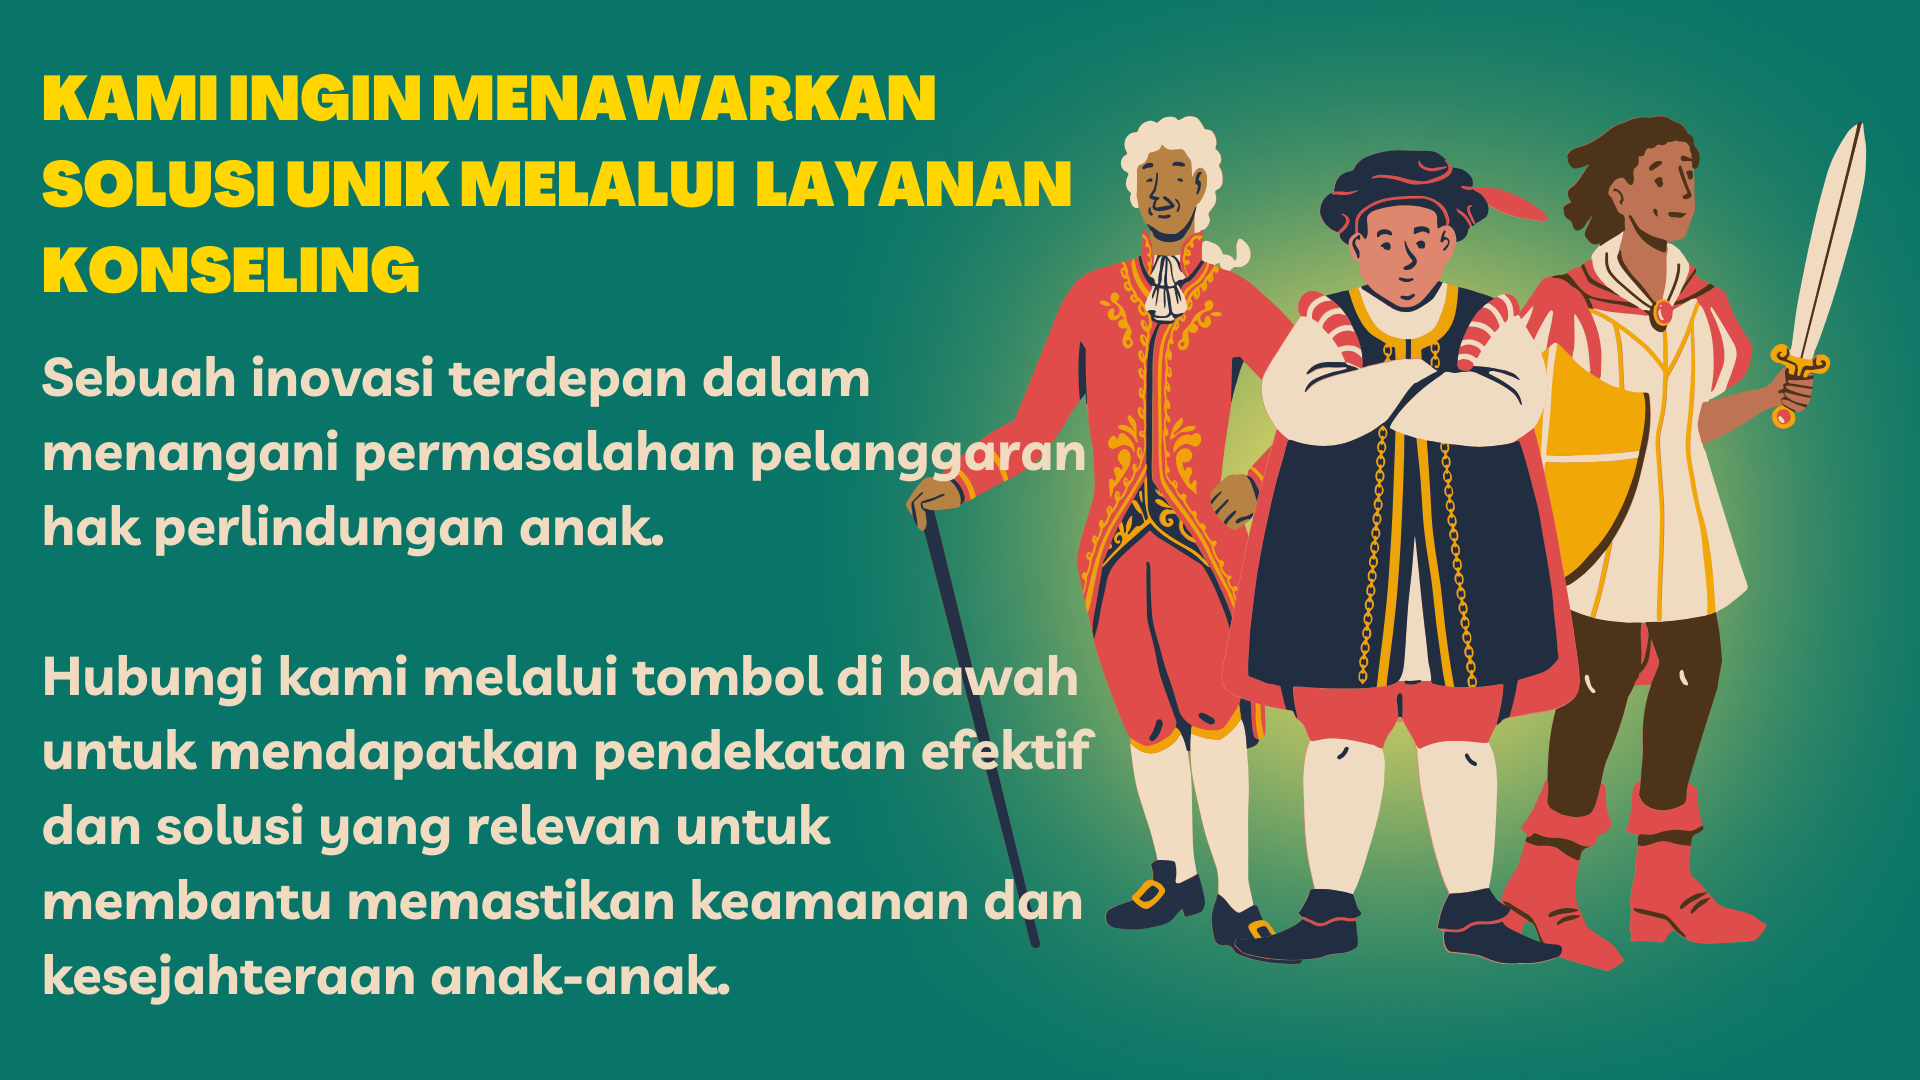 KAMI INGIN MENAWARKAN
SOLUSI UNIK MELALUI LAYANAN
KONSELING
Sebuah inovasi terdepan dalam
menangani permasalahan pelanggaran
hak perlindungan anak.
Hubungi kami melalui tombol di bawah
untuk mendapatkan pendekatan efektif
dan solusi yang relevan untuk
membantu memastikan keamanan dan
kesejahteraan anak-anak.